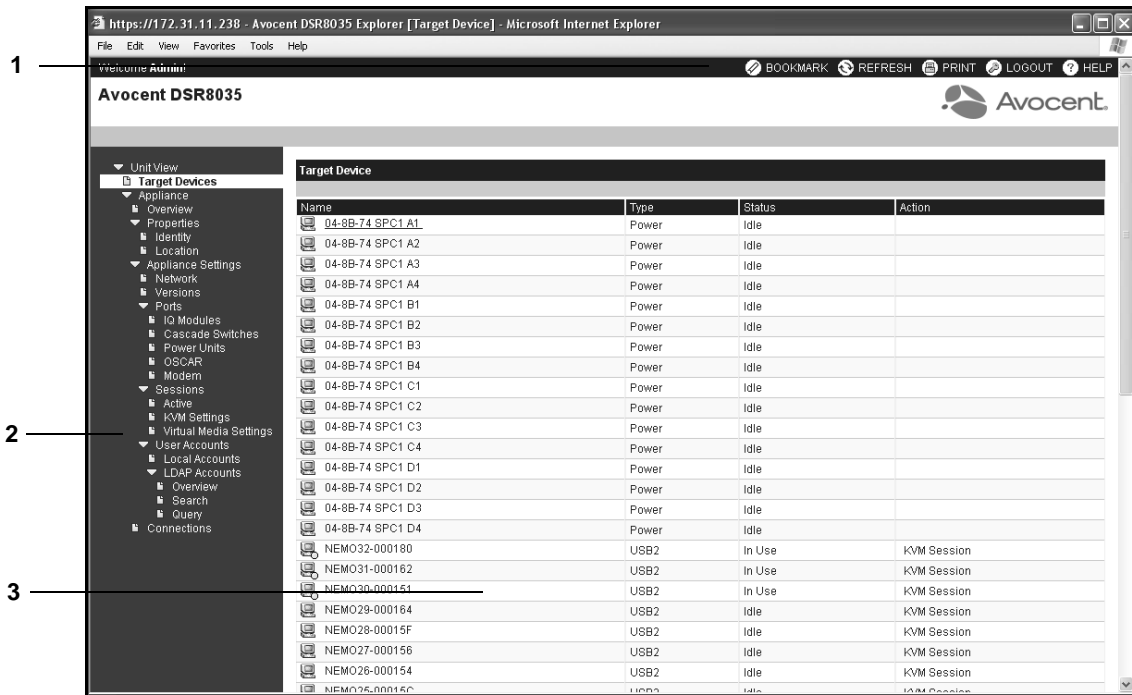 https://172.31.11.238 - Avocent DSR8035 Explorer [Target Device] - Microsoft Internet Explorer
File Edit View Favorites Tools Help
1
Welcome Admin!
BOOKMARK REFRESH PRINT LOGOUT HELP
Avocent DSR8035
Avocent.
Unit View
Target Devices
Appliance
Overview
Properties
Identity
Location
Appliance Settings
Network
Versions
Ports
IQ Modules
Cascade Switches
Power Units
OSCAR
Modem
Sessions
Active
KVM Settings
Virtual Media Settings
2
User Accounts
Local Accounts
LDAP Accounts
Overview
Search
Query
Connections
Target Device
Name Type Status Action
04-8B-74 SPC1 A1 Power Idle
04-8B-74 SPC1 A2 Power Idle
04-8B-74 SPC1 A3 Power Idle
04-8B-74 SPC1 A4 Power Idle
04-8B-74 SPC1 B1 Power Idle
04-8B-74 SPC1 B2 Power Idle
04-8B-74 SPC1 B3 Power Idle
04-8B-74 SPC1 B4 Power Idle
04-8B-74 SPC1 C1 Power Idle
04-8B-74 SPC1 C2 Power Idle
04-8B-74 SPC1 C3 Power Idle
04-8B-74 SPC1 C4 Power Idle
04-8B-74 SPC1 D1 Power Idle
04-8B-74 SPC1 D2 Power Idle
04-8B-74 SPC1 D3 Power Idle
04-8B-74 SPC1 D4 Power Idle
NEMO32-000180 USB2 In Use KVM Session
NEMO31-000162 USB2 In Use KVM Session
3
NEMO30-000151 USB2 In Use KVM Session
NEMO29-000164 USB2 Idle KVM Session
NEMO28-00015F USB2 Idle KVM Session
NEMO27-000156 USB2 Idle KVM Session
NEMO26-000154 USB2 Idle KVM Session
NEMO25-00015C USB2 Idle KVM Session